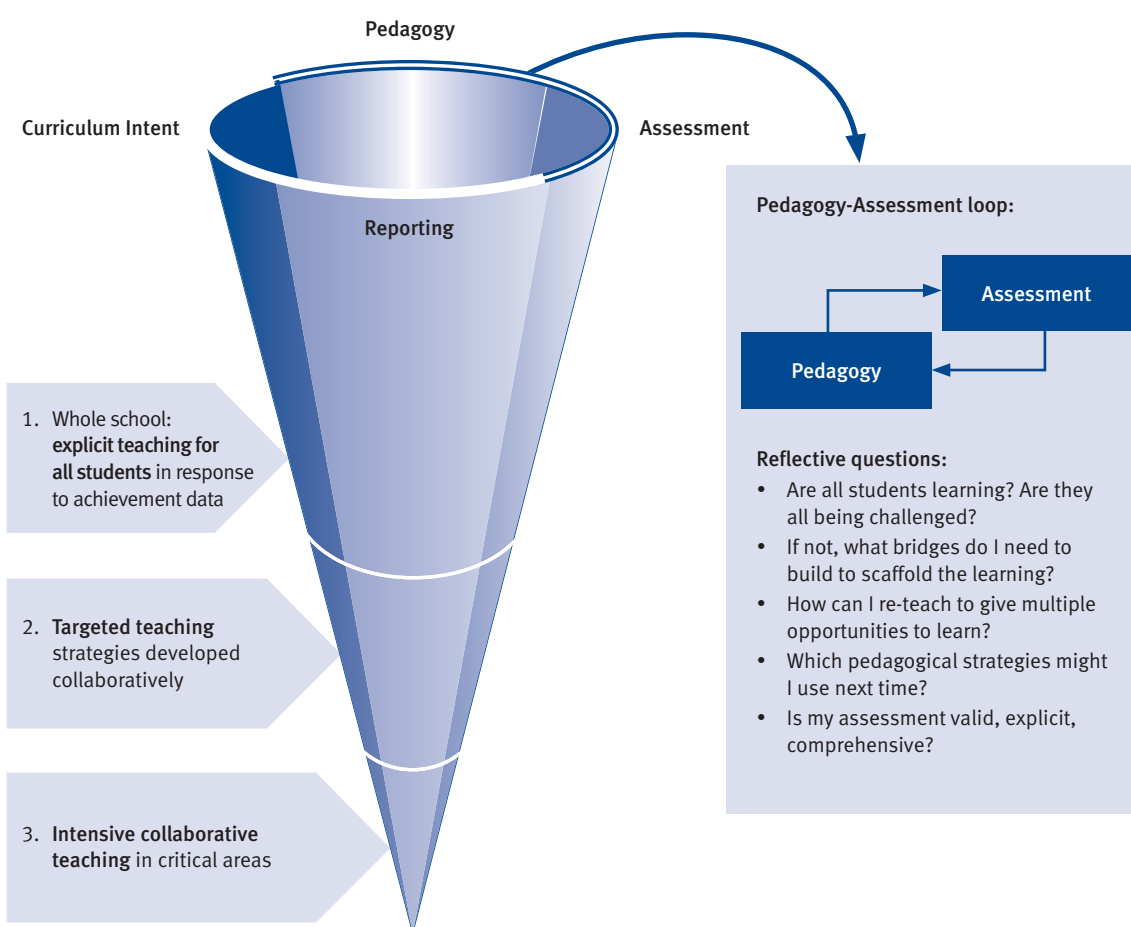 Pedagogy
Curriculum Intent
Assessment
Reporting
1. Whole school:
explicit teaching for
all students in response
to achievement data
2. Targeted teaching
strategies developed
collaboratively
3. Intensive collaborative
teaching in critical areas
Pedagogy-Assessment loop:
Assessment
Pedagogy
Reflective questions:
• Are all students learning? Are they
all being challenged?
• If not, what bridges do I need to
build to scaffold the learning?
• How can I re-teach to give multiple
opportunities to learn?
• Which pedagogical strategies might
I use next time?
• Is my assessment valid, explicit,
comprehensive?